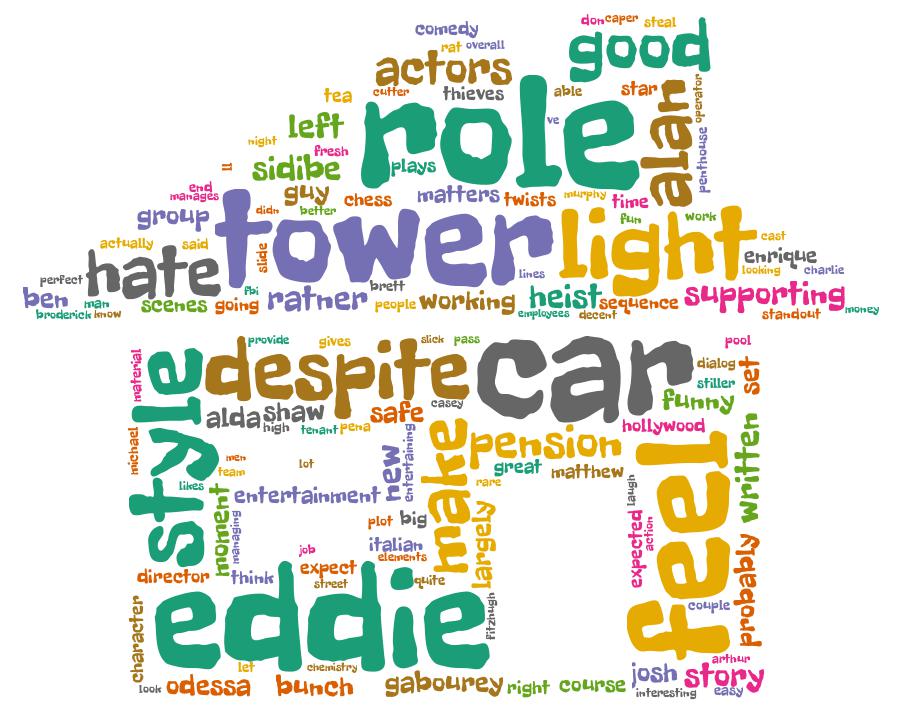 don caper steal
comedy good
rat overall
actors
cutter thieves able star
tea role alan operator
left ve
night fresh
ll sidibe plays penthouse
end manages guy chess matters twists murphy time
group didn better tower light fun work
actually said cast
hate slide enrique
perfect lines looking charlie
fbi brett
ben man scenes going ratner people working heist sequence supporting
broderick know employees decent standout money
provide gives slick pass pool
material style despite car dialog set
stiller
alda shaw safe casey funny
high tenant pena hollywood
michael men make pension feel written
team lot new entertaining great matthew
likes entertainment rare laugh
moment managing plot big largely expected action
italian
job elements
director think expect probably
street quite
eddie couple
character fitzhugh
let chemistry arthur
look odessa bunch gabourey right course josh story
interesting easy